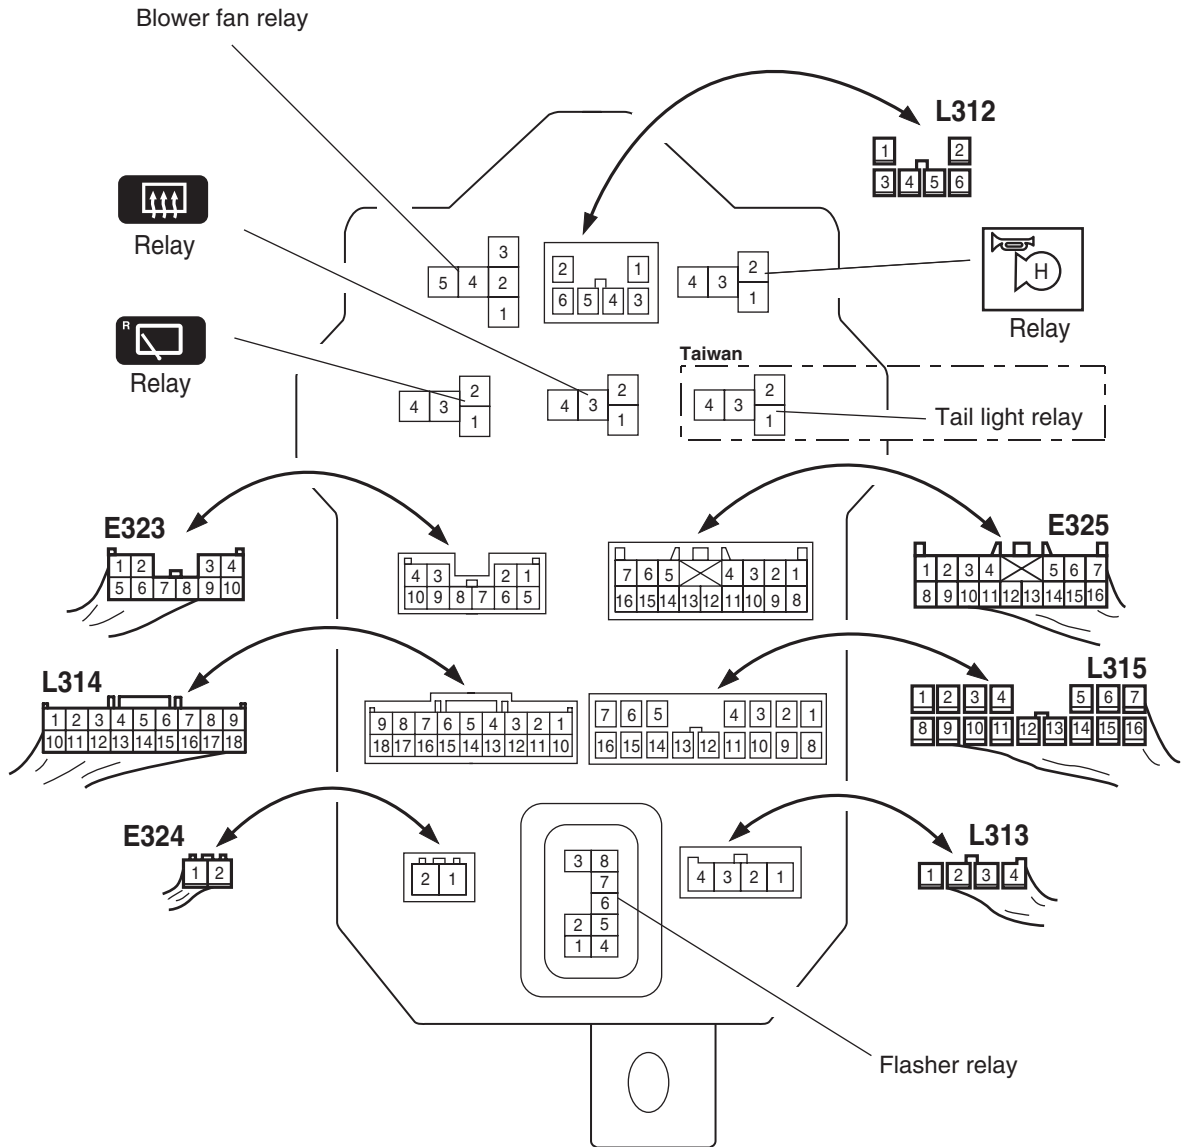 Blower fan relay
L312
1 2
3 4 5 6
Relay
3
5 4 2
1
2 1
6 5 4 3
2
4 3
1
H
Relay
R
Relay
2
4 3
1
2
4 3
1
Taiwan
2
4 3
1
Tail light relay
E323
1 2 3 4
5 6 7 8 9 10
4 3 2 1
10 9 8 7 6 5
7 6 5 4 3 2 1
16 15 14 13 12 11 10 9 8
E325
1 2 3 4 5 6 7
8 9 10 11 12 13 14 15 16
L314
1 2 3 4 5 6 7 8 9
10 11 12 13 14 15 16 17 18
9 8 7 6 5 4 3 2 1
18 17 16 15 14 13 12 11 10
7 6 5 4 3 2 1
16 15 14 13 12 11 10 9 8
L315
1 2 3 4 5 6 7
8 9 10 11 12 13 14 15 16
E324
1 2
2 1
3 8
7
6
2 5
1 4
4 3 2 1
L313
1 2 3 4
Flasher relay